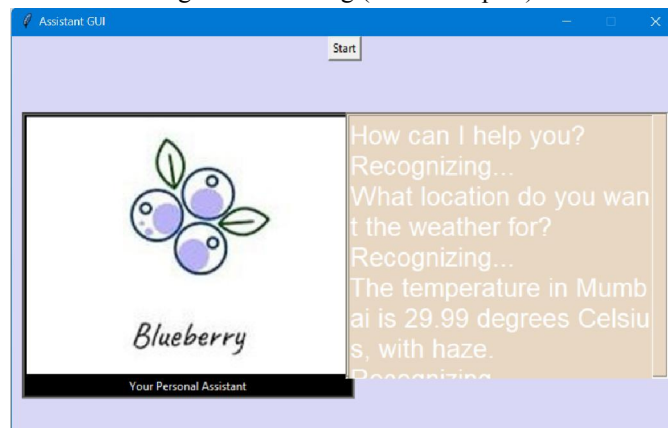 Assistant GUI
Start
How can I help you?
Recognizing...
What location do you wan
t the weather for?
Recognizing...
The temperature in Mumb
ai is 29.99 degrees Celsiu
s, with haze.
Recognizing
Blueberry
Your Personal Assistant